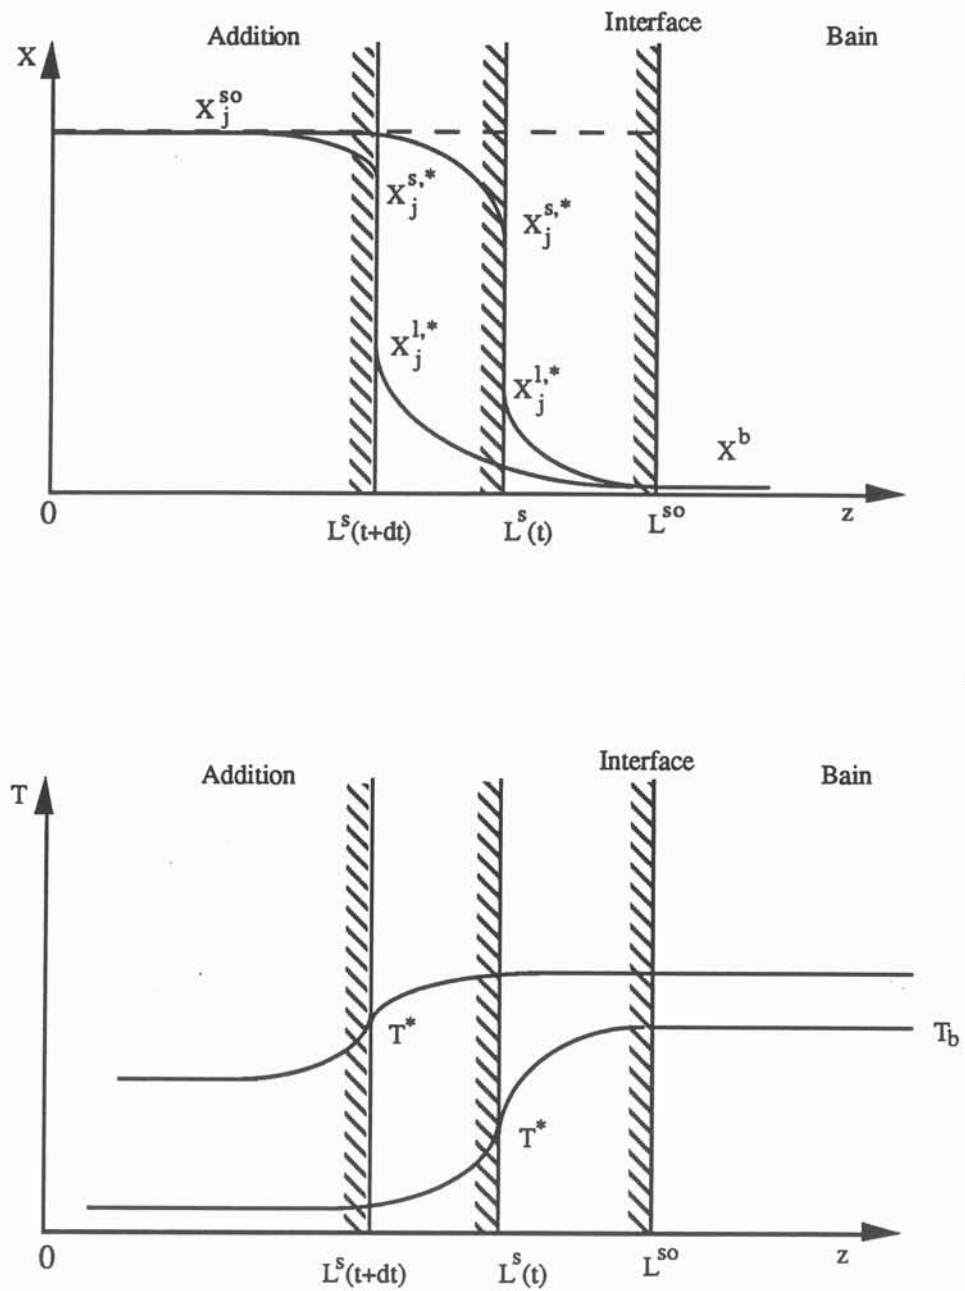 Addition Interface Bain
X
X_j^{so}
X_j^{s,*}
X_j^{s,*}
X_j^{l,*}
X_j^{l,*}
X^b
0 L^s(t+dt) L^s(t) L^{so} z
Addition Interface Bain
T
T^*
T_b
T^*
0 L^s(t+dt) L^s(t) L^{so} z